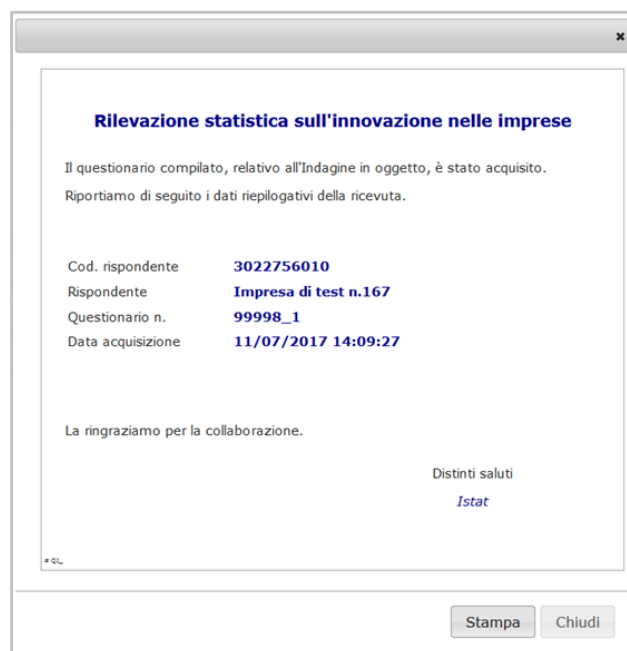 ×
Rilevazione statistica sull'innovazione nelle imprese
Il questionario compilato, relativo all'Indagine in oggetto, è stato acquisito.
Riportiamo di seguito i dati riepilogativi della ricevuta.
Cod. rispondente 3022756010
Rispondente Impresa di test n.167
Questionario n. 99998_1
Data acquisizione 11/07/2017 14:09:27
La ringraziamo per la collaborazione.
Distinti saluti
Istat
Stampa Chiudi